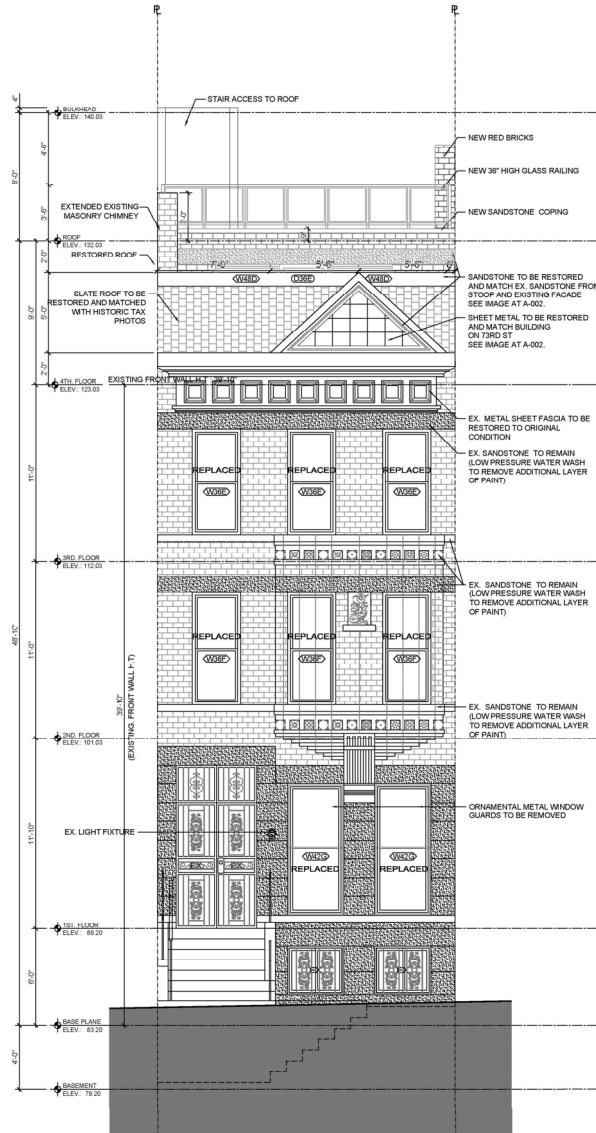 PL
PL
STAIR ACCESS TO ROOF
4"
BULKHEAD
ELEV.: 140.03
NEW RED BRICKS
4'-6"
8'-0"
NEW 36" HIGH GLASS RAILING
3'-6"
EXTENDED EXISTING
MASONRY CHIMNEY
NEW SANDSTONE COPING
ROOF
ELEV.: 132.03
RESTORED ROOF
2'-0"
7'-0"
5'-6"
5'-6"
W48D
D36E
W48D
SANDSTONE TO BE RESTORED
AND MATCH EX. SANDSTONE FROM
STOOP AND EXISTING FACADE
SEE IMAGE AT A-002.
SLATE ROOF TO BE
RESTORED AND MATCHED
WITH HISTORIC TAX
PHOTOS
9'-0"
5'-0"
SHEET METAL TO BE RESTORED
AND MATCH BUILDING
ON 73RD ST
SEE IMAGE AT A-002.
2'-0"
4TH. FLOOR
ELEV.: 123.03
EXISTING FRONT WALL H.T : 39'-10"
EX. METAL SHEET FASCIA TO BE
RESTORED TO ORIGINAL
CONDITION
EX. SANDSTONE TO REMAIN
(LOW PRESSURE WATER WASH
TO REMOVE ADDITIONAL LAYER
OF PAINT)
11'-0"
REPLACED
REPLACED
REPLACED
W36E
W36E
W36E
3RD. FLOOR
ELEV.: 112.03
EX. SANDSTONE TO REMAIN
(LOW PRESSURE WATER WASH
TO REMOVE ADDITIONAL LAYER
OF PAINT)
48'-10"
11'-0"
REPLACED
REPLACED
REPLACED
W36F
W36F
W36F
39'-10"
(EXISTING FRONT WALL H.T)
EX. SANDSTONE TO REMAIN
(LOW PRESSURE WATER WASH
TO REMOVE ADDITIONAL LAYER
OF PAINT)
2ND. FLOOR
ELEV.: 101.03
ORNAMENTAL METAL WINDOW
GUARDS TO BE REMOVED
EX. LIGHT FIXTURE
11'-10"
W42G
REPLACED
W42G
REPLACED
EX
EX
1ST. FLOOR
ELEV.: 89.20
6'-0"
EX
EX
BASE PLANE
ELEV.: 83.20
4'-0"
BASEMENT
ELEV.: 79.20